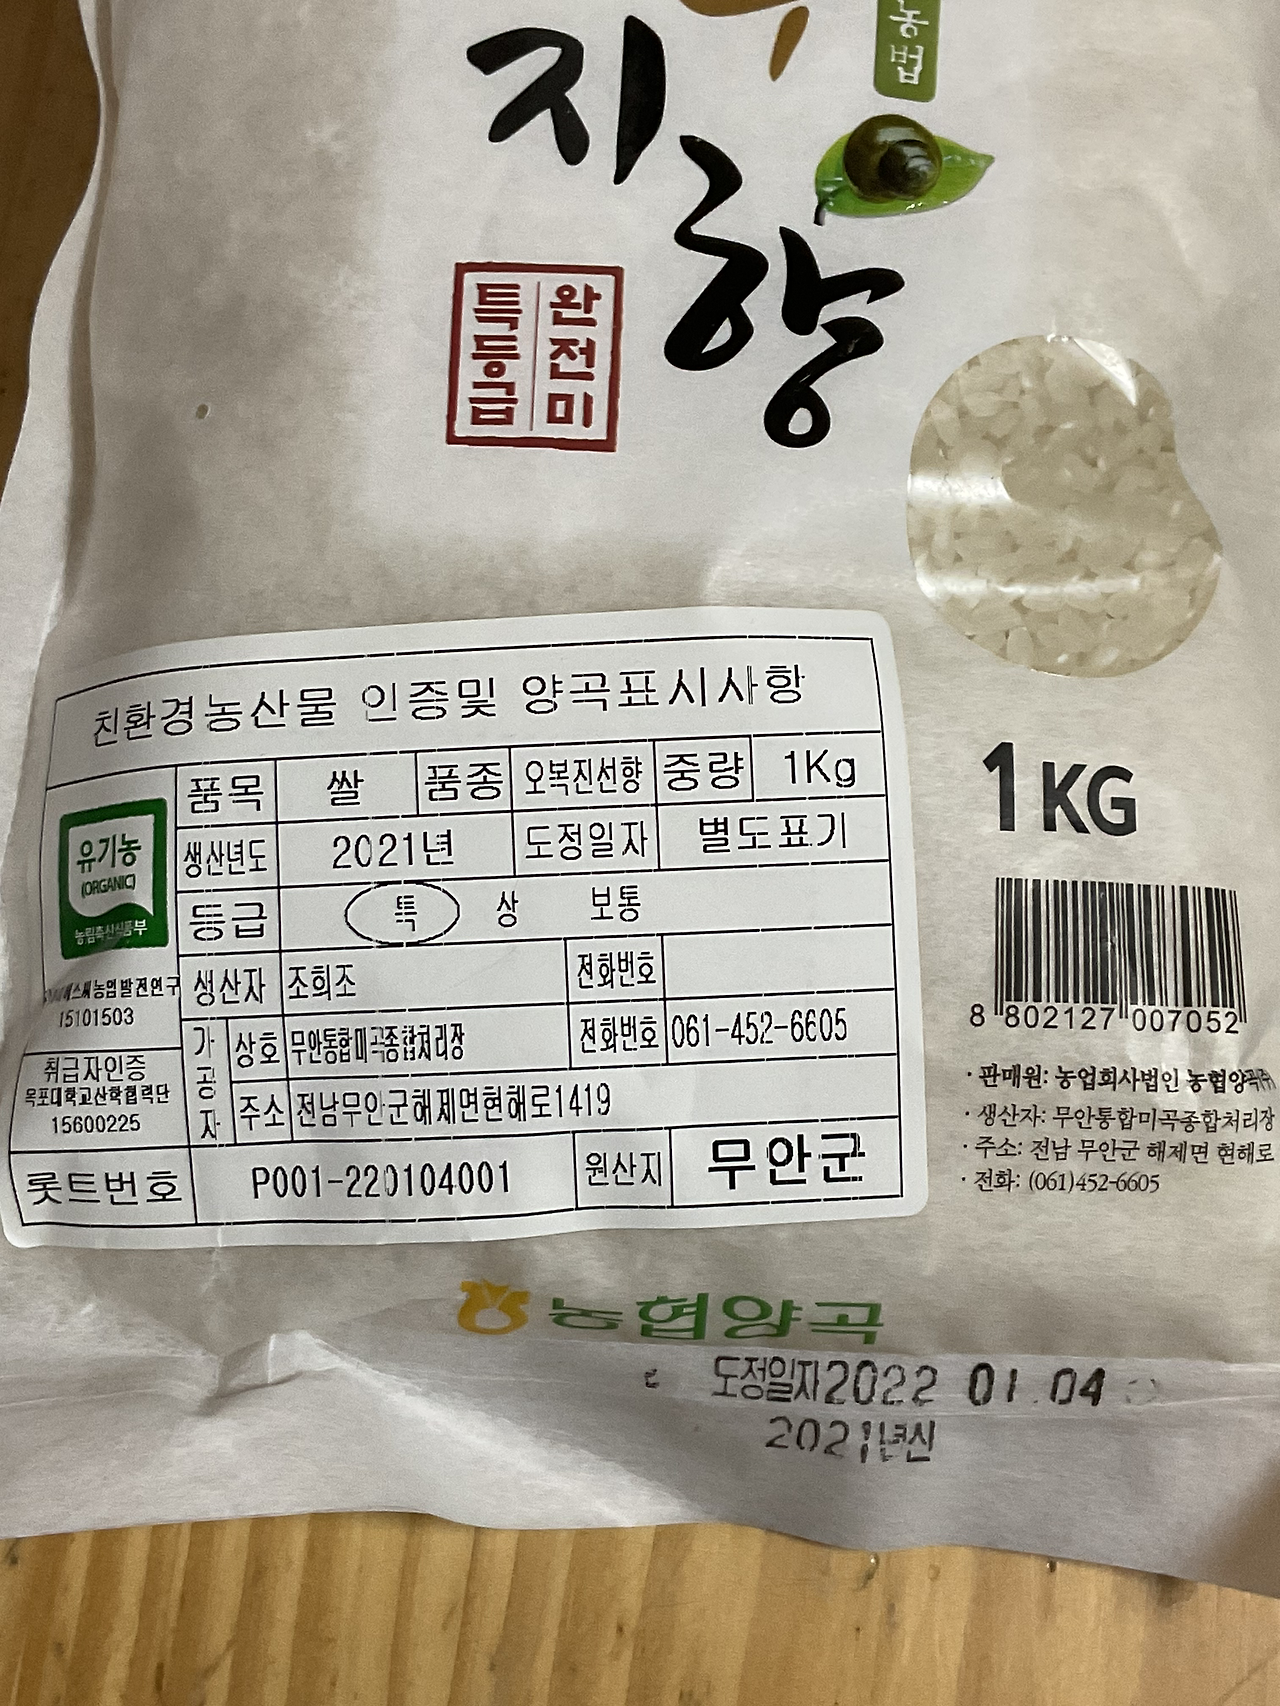 농법
지향
완전미
특등급
친환경농산물 인증및 양곡표시사항
품목 쌀 품종 오복진선향 중량 1Kg
생산년도 2021년 도정일자 별도표기
등급 특 상 보통
생산자 조희조 전화번호
가공자 상호 무안통합미곡종합처리장 전화번호 061-452-6605
주소 전남무안군해제면현해로1419
롯트번호 P001-220104001 원산지 무안군
유기농
(ORGANIC)
농림축산식품부
농업발전연구
15101503
취급자인증
목포대학교산학협력단
15600225
1KG
8 802127 007052
· 판매원: 농업회사법인 농협양곡㈜
· 생산자: 무안통합미곡종합처리장
· 주소: 전남 무안군 해제면 현해로
· 전화: (061)452-6605
농협양곡
도정일자2022 01.04
2021년산